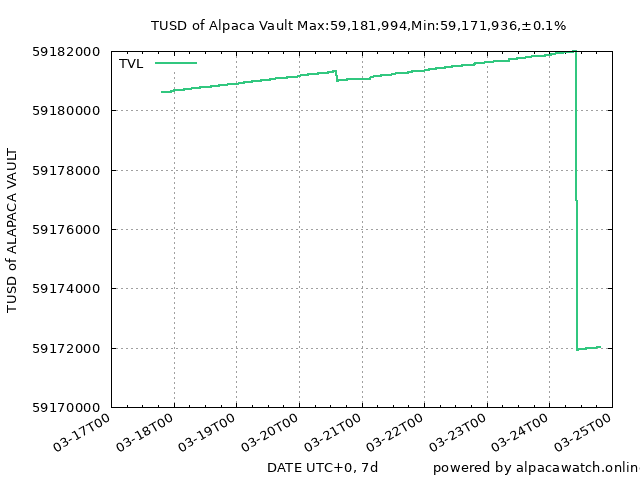 TUSD of Alpaca Vault Max:59,181,994,Min:59,171,936,±0.1%
TVL
59182000
59180000
59178000
59176000
59174000
59172000
59170000
TUSD of ALAPACA VAULT
03-17T00
03-18T00
03-19T00
03-20T00
03-21T00
03-22T00
03-23T00
03-24T00
03-25T00
DATE UTC+0, 7d
powered by alpacawatch.online